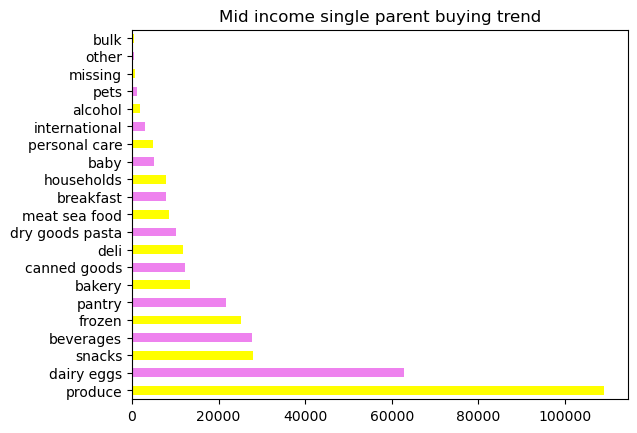 Mid income single parent buying trend
bulk
other
missing
pets
alcohol
international
personal care
baby
households
breakfast
meat sea food
dry goods pasta
deli
canned goods
bakery
pantry
frozen
beverages
snacks
dairy eggs
produce
0 20000 40000 60000 80000 100000